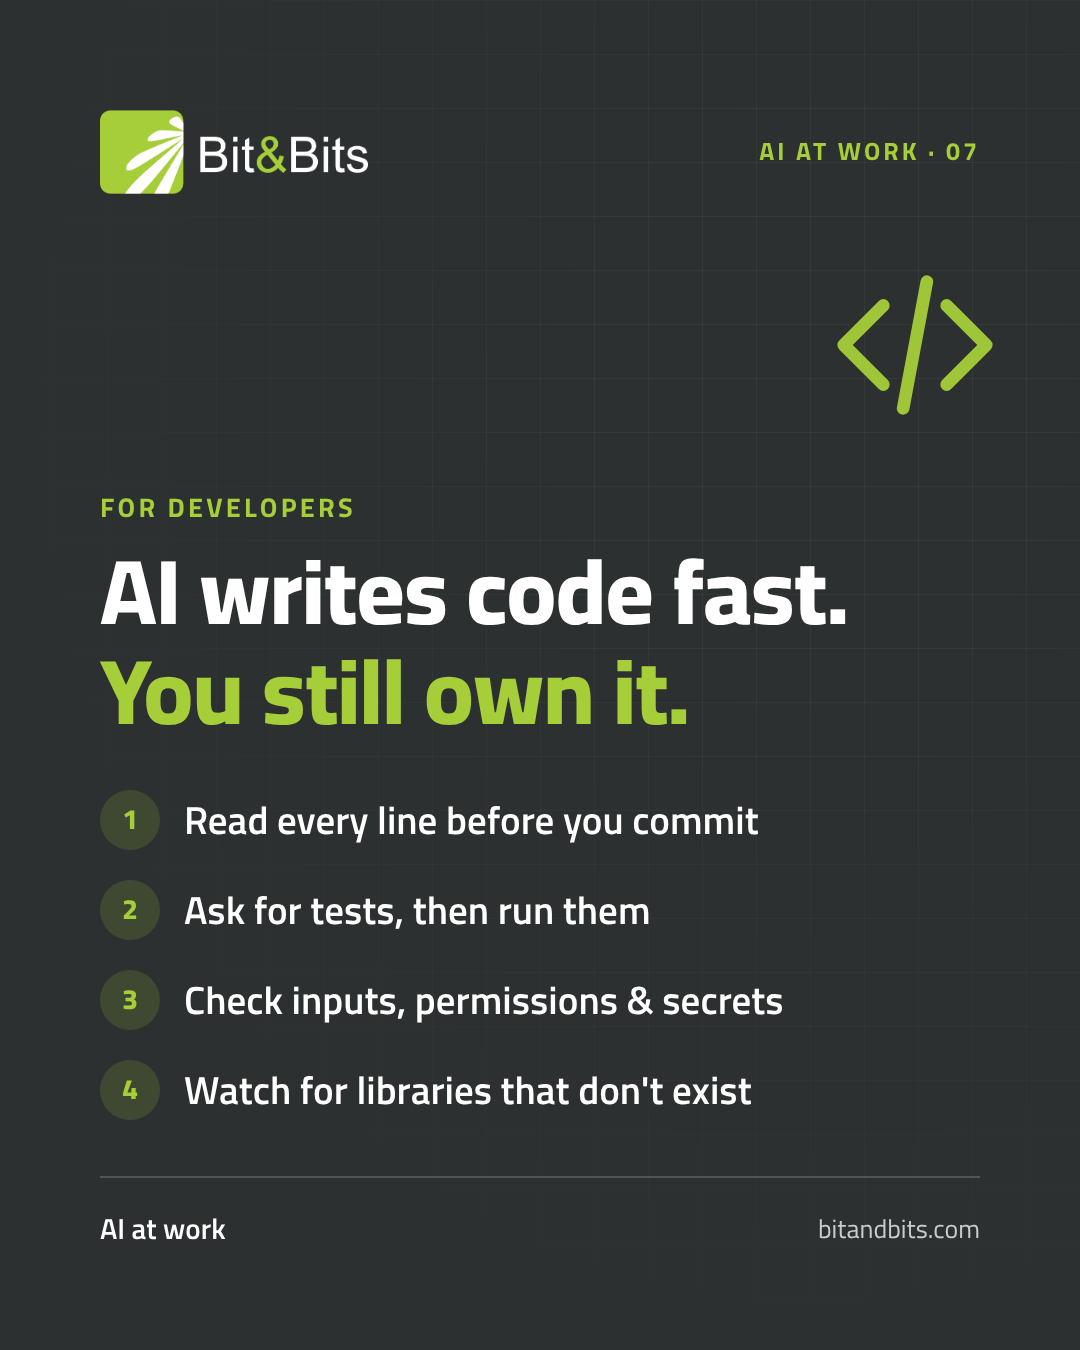 Bit&Bits
AI AT WORK · 07
FOR DEVELOPERS
AI writes code fast.
You still own it.
1 Read every line before you commit
2 Ask for tests, then run them
3 Check inputs, permissions & secrets
4 Watch for libraries that don't exist
AI at work
bitandbits.com